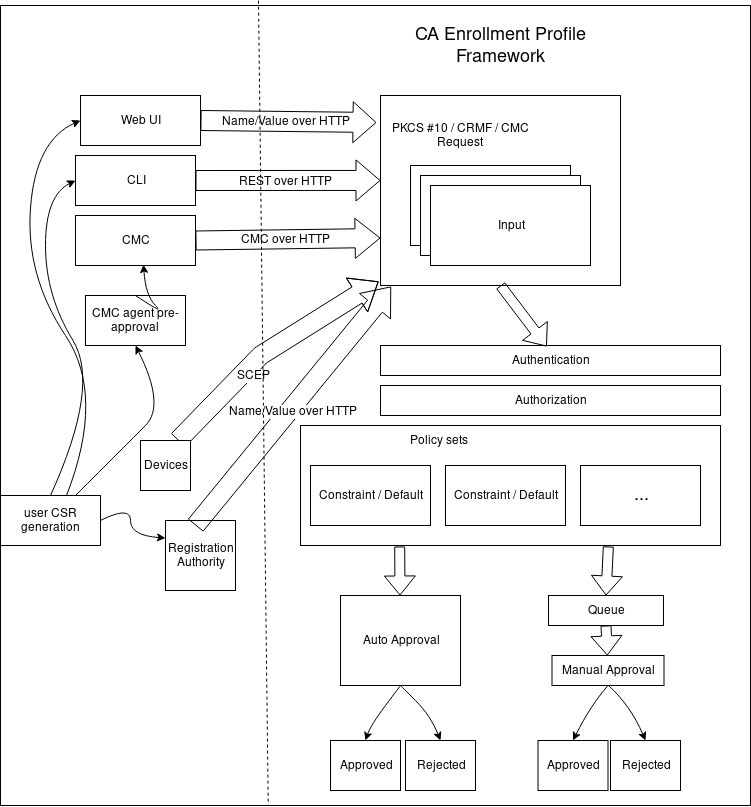 CA Enrollment Profile
Framework
Web UI
Name/Value over HTTP
PKCS #10 / CRMF / CMC
Request
CLI
REST over HTTP
Input
CMC
CMC over HTTP
CMC agent pre-
approval
Authentication
SCEP
Authorization
Name/Value over HTTP
Policy sets
Devices
Constraint / Default
Constraint / Default
...
user CSR
generation
Registration
Authority
Auto Approval
Queue
Manual Approval
Approved
Rejected
Approved
Rejected